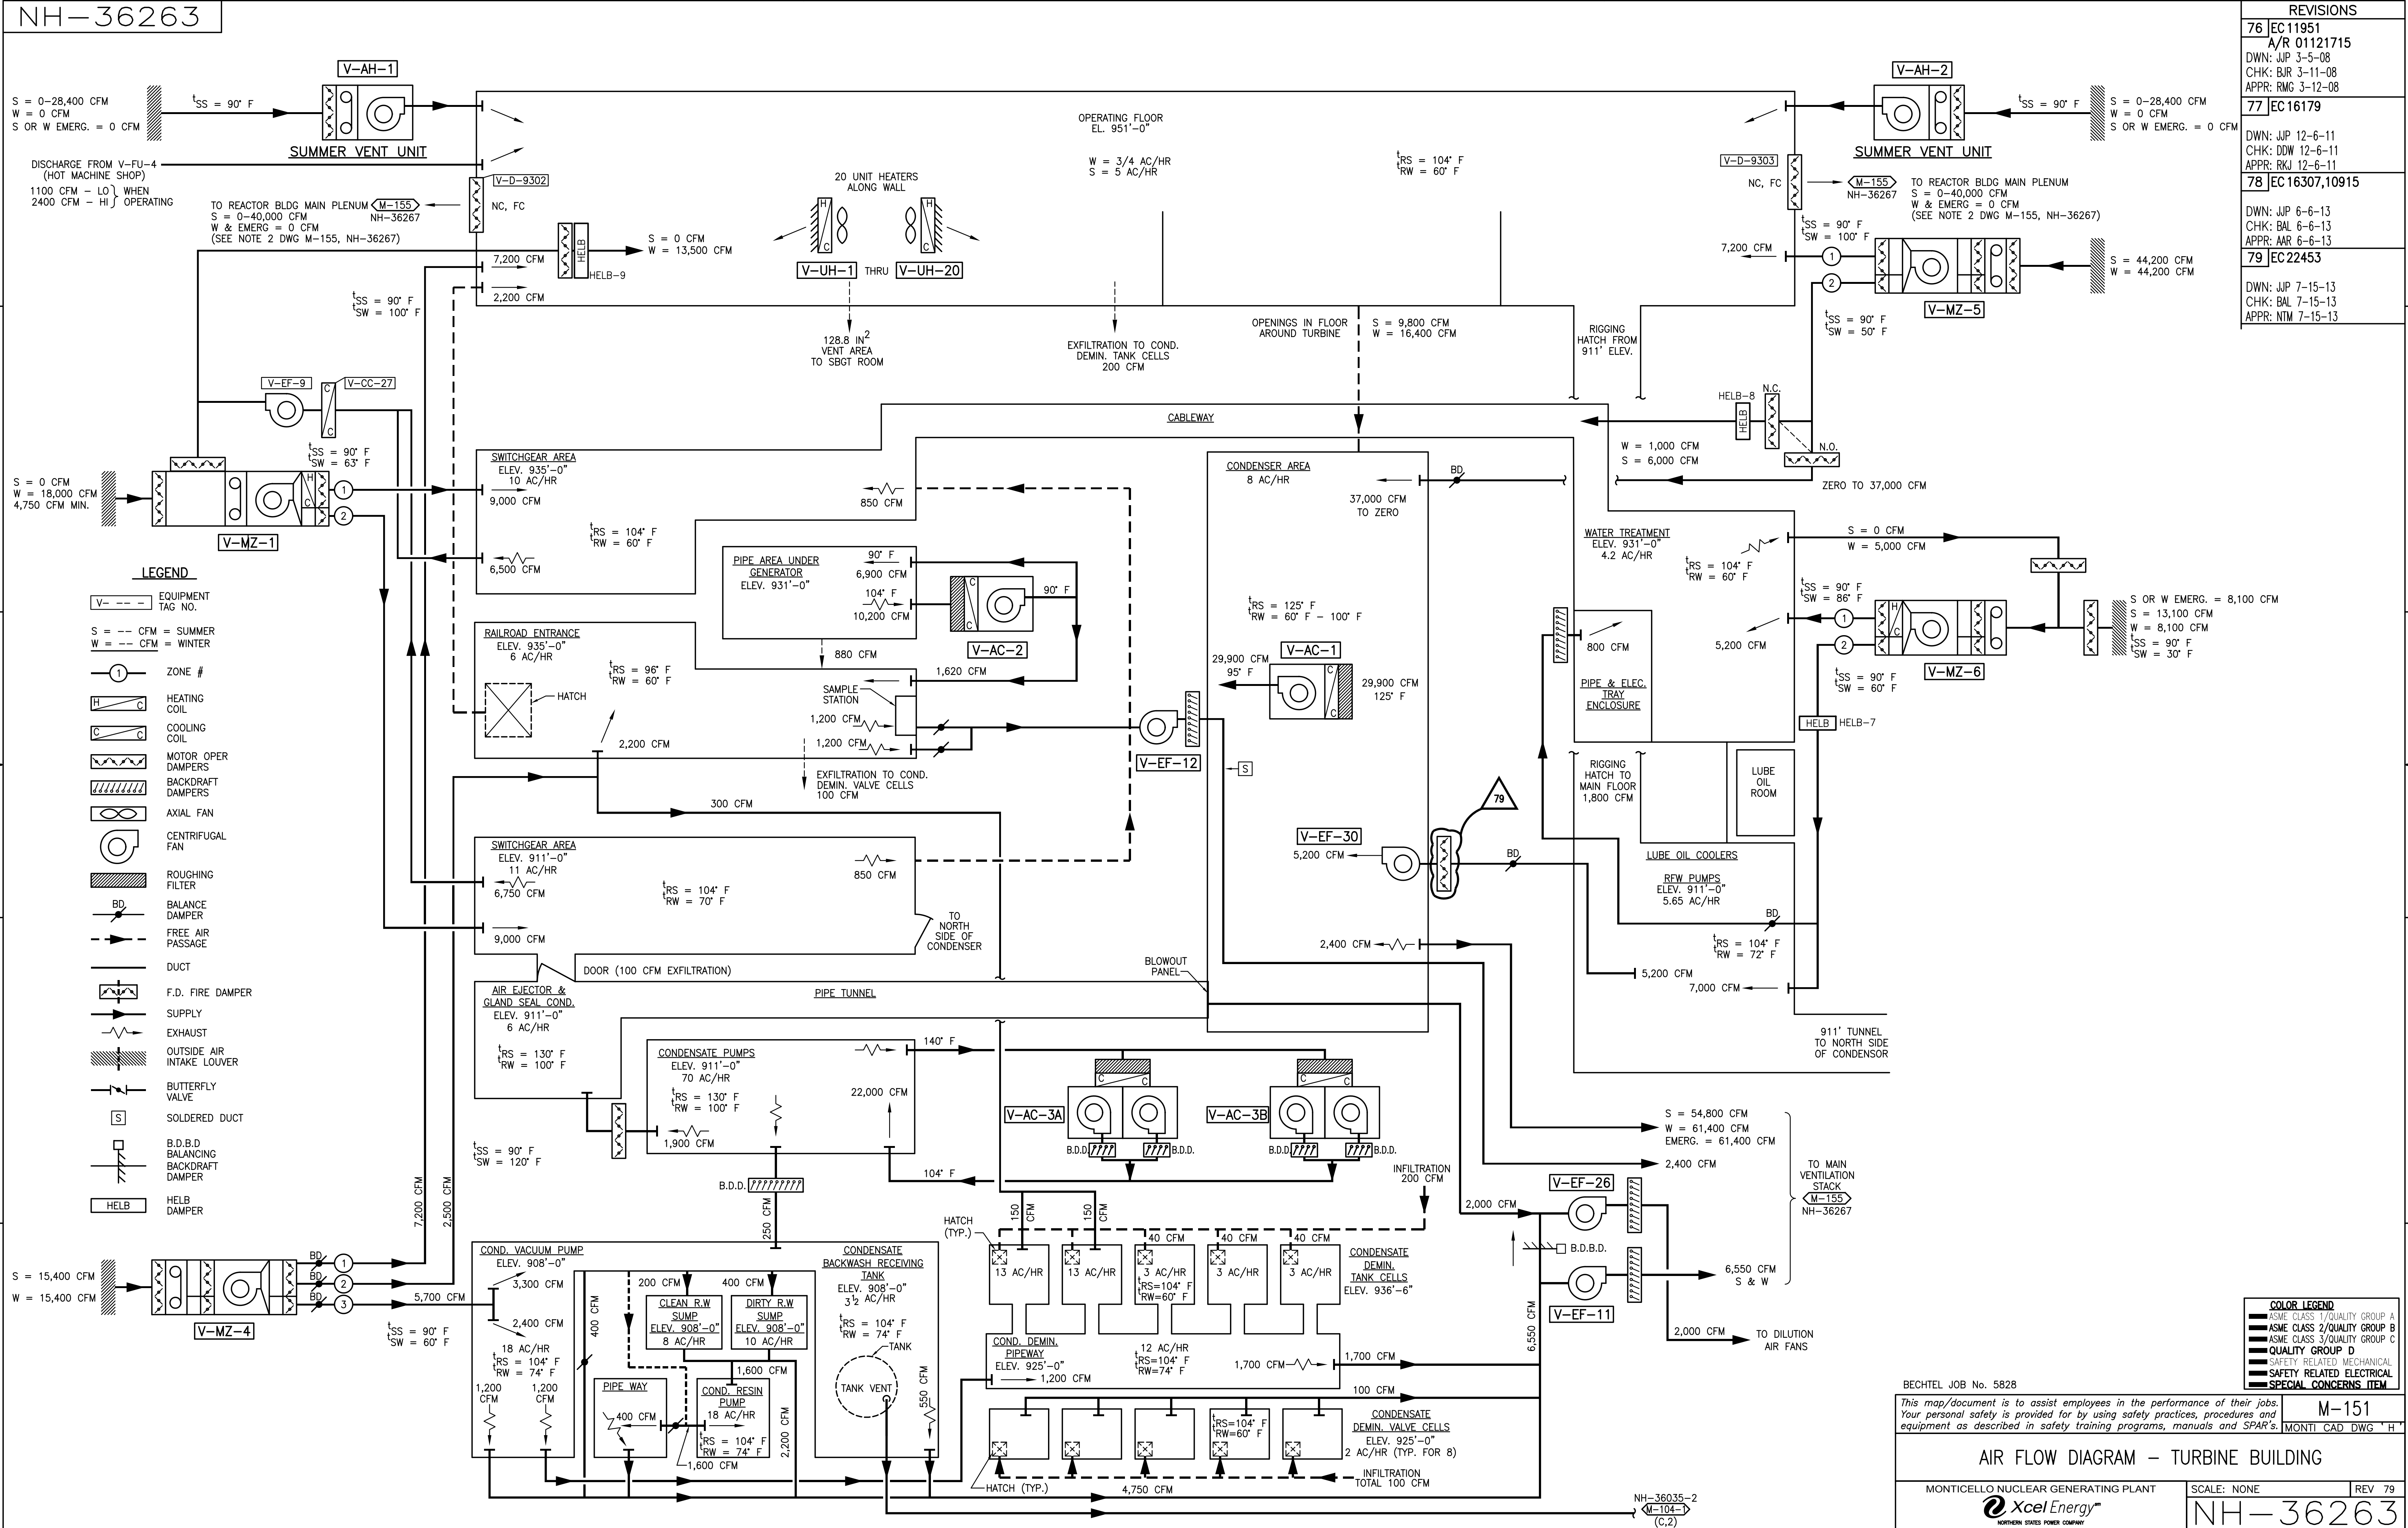 NH-36263
REVISIONS
76 EC11951
A/R 01121715
DWN: JJP 3-5-08
CHK: BJR 3-11-08
APPR: RMG 3-12-08
77 EC16179
DWN: JJP 12-6-11
CHK: DDW 12-6-11
APPR: RKJ 12-6-11
78 EC16307,10915
DWN: JJP 6-6-13
CHK: BAL 6-6-13
APPR: AAR 6-6-13
79 EC22453
DWN: JJP 7-15-13
CHK: BAL 7-15-13
APPR: NTM 7-15-13
V-AH-1
S = 0-28,400 CFM
W = 0 CFM
S OR W EMERG. = 0 CFM
tSS = 90° F
SUMMER VENT UNIT
DISCHARGE FROM V-FU-4
(HOT MACHINE SHOP)
1100 CFM - LO } WHEN
2400 CFM - HI } OPERATING
V-D-9302
NC, FC
TO REACTOR BLDG MAIN PLENUM M-155
NH-36267
S = 0-40,000 CFM
W & EMERG = 0 CFM
(SEE NOTE 2 DWG M-155, NH-36267)
OPERATING FLOOR
EL. 951'-0"
W = 3/4 AC/HR
S = 5 AC/HR
tRS = 104° F
tRW = 60° F
20 UNIT HEATERS
ALONG WALL
H
C
H
C
V-UH-1 THRU V-UH-20
HELB
HELB-9
S = 0 CFM
W = 13,500 CFM
7,200 CFM
2,200 CFM
tSS = 90° F
tSW = 100° F
128.8 IN2
VENT AREA
TO SBGT ROOM
EXFILTRATION TO COND.
DEMIN. TANK CELLS
200 CFM
OPENINGS IN FLOOR
AROUND TURBINE
S = 9,800 CFM
W = 16,400 CFM
RIGGING
HATCH FROM
911' ELEV.
V-AH-2
tSS = 90° F
S = 0-28,400 CFM
W = 0 CFM
S OR W EMERG. = 0 CFM
SUMMER VENT UNIT
V-D-9303
NC, FC
M-155
NH-36267
TO REACTOR BLDG MAIN PLENUM
S = 0-40,000 CFM
W & EMERG = 0 CFM
(SEE NOTE 2 DWG M-155, NH-36267)
tSS = 90° F
tSW = 100° F
7,200 CFM
1
2
S = 44,200 CFM
W = 44,200 CFM
V-MZ-5
tSS = 90° F
tSW = 50° F
HELB-8
HELB
N.C.
N.O.
W = 1,000 CFM
S = 6,000 CFM
ZERO TO 37,000 CFM
V-EF-9
C
C
V-CC-27
tSS = 90° F
tSW = 63° F
S = 0 CFM
W = 18,000 CFM
4,750 CFM MIN.
H
C
1
2
V-MZ-1
CABLEWAY
SWITCHGEAR AREA
ELEV. 935'-0"
10 AC/HR
9,000 CFM
850 CFM
tRS = 104° F
tRW = 60° F
6,500 CFM
PIPE AREA UNDER
GENERATOR
ELEV. 931'-0"
90° F
6,900 CFM
104° F
10,200 CFM
C
C
90° F
V-AC-2
880 CFM
RAILROAD ENTRANCE
ELEV. 935'-0"
6 AC/HR
HATCH
tRS = 96° F
tRW = 60° F
2,200 CFM
1,620 CFM
SAMPLE
STATION
1,200 CFM
1,200 CFM
EXFILTRATION TO COND.
DEMIN. VALVE CELLS
100 CFM
V-EF-12
S
300 CFM
CONDENSER AREA
8 AC/HR
BD
37,000 CFM
TO ZERO
tRS = 125° F
tRW = 60° F - 100° F
V-AC-1
29,900 CFM
95° F
C
C
29,900 CFM
125° F
V-EF-30
5,200 CFM
79
BD
2,400 CFM
BLOWOUT
PANEL
WATER TREATMENT
ELEV. 931'-0"
4.2 AC/HR
tRS = 104° F
tRW = 60° F
S = 0 CFM
W = 5,000 CFM
800 CFM
5,200 CFM
PIPE & ELEC.
TRAY
ENCLOSURE
tSS = 90° F
tSW = 86° F
1
2
H
C
V-MZ-6
tSS = 90° F
tSW = 60° F
S OR W EMERG. = 8,100 CFM
S = 13,100 CFM
W = 8,100 CFM
tSS = 90° F
tSW = 30° F
HELB HELB-7
RIGGING
HATCH TO
MAIN FLOOR
1,800 CFM
LUBE
OIL
ROOM
LUBE OIL COOLERS
RFW PUMPS
ELEV. 911'-0"
5.65 AC/HR
BD
tRS = 104° F
tRW = 72° F
5,200 CFM
7,000 CFM
911' TUNNEL
TO NORTH SIDE
OF CONDENSOR
LEGEND
V- --- - EQUIPMENT
TAG NO.
S = -- CFM = SUMMER
W = -- CFM = WINTER
1 ZONE #
H C HEATING
COIL
C C COOLING
COIL
MOTOR OPER
DAMPERS
BACKDRAFT
DAMPERS
AXIAL FAN
CENTRIFUGAL
FAN
ROUGHING
FILTER
BD BALANCE
DAMPER
FREE AIR
PASSAGE
DUCT
F.D. FIRE DAMPER
SUPPLY
EXHAUST
OUTSIDE AIR
INTAKE LOUVER
BUTTERFLY
VALVE
S SOLDERED DUCT
B.D.B.D
BALANCING
BACKDRAFT
DAMPER
HELB HELB
DAMPER
SWITCHGEAR AREA
ELEV. 911'-0"
11 AC/HR
6,750 CFM
850 CFM
tRS = 104° F
tRW = 70° F
9,000 CFM
TO
NORTH
SIDE OF
CONDENSER
DOOR (100 CFM EXFILTRATION)
AIR EJECTOR &
GLAND SEAL COND.
ELEV. 911'-0"
6 AC/HR
tRS = 130° F
tRW = 100° F
PIPE TUNNEL
CONDENSATE PUMPS
ELEV. 911'-0"
70 AC/HR
tRS = 130° F
tRW = 100° F
140° F
22,000 CFM
1,900 CFM
tSS = 90° F
tSW = 120° F
104° F
B.D.D.
250 CFM
C
C
V-AC-3A
B.D.D.
B.D.D.
C
C
V-AC-3B
B.D.D.
B.D.D.
INFILTRATION
200 CFM
S = 54,800 CFM
W = 61,400 CFM
EMERG. = 61,400 CFM
2,400 CFM
TO MAIN
VENTILATION
STACK
M-155
NH-36267
2,000 CFM
V-EF-26
B.D.B.D.
V-EF-11
6,550 CFM
S & W
2,000 CFM
TO DILUTION
AIR FANS
6,550 CFM
7,200 CFM
2,500 CFM
S = 15,400 CFM
W = 15,400 CFM
BD 1
BD 2
BD 3
V-MZ-4
5,700 CFM
tSS = 90° F
tSW = 60° F
COND. VACUUM PUMP
ELEV. 908'-0"
3,300 CFM
2,400 CFM
18 AC/HR
tRS = 104° F
tRW = 74° F
1,200
CFM
1,200
CFM
400 CFM
200 CFM
400 CFM
CLEAN R.W
SUMP
ELEV. 908'-0"
8 AC/HR
DIRTY R.W
SUMP
ELEV. 908'-0"
10 AC/HR
1,600 CFM
PIPE WAY
400 CFM
COND. RESIN
PUMP
18 AC/HR
tRS = 104° F
tRW = 74° F
1,600 CFM
2,200 CFM
CONDENSATE
BACKWASH RECEIVING
TANK
ELEV. 908'-0"
3 1/2 AC/HR
tRS = 104° F
tRW = 74° F
TANK
TANK VENT
550 CFM
HATCH
(TYP.)
150
CFM
150
CFM
40 CFM
40 CFM
40 CFM
13 AC/HR
13 AC/HR
3 AC/HR
tRS=104° F
tRW=60° F
3 AC/HR
3 AC/HR
CONDENSATE
DEMIN.
TANK CELLS
ELEV. 936'-6"
COND. DEMIN.
PIPEWAY
ELEV. 925'-0"
1,200 CFM
12 AC/HR
tRS=104° F
tRW=74° F
1,700 CFM
1,700 CFM
100 CFM
tRS=104° F
tRW=60° F
CONDENSATE
DEMIN. VALVE CELLS
ELEV. 925'-0"
2 AC/HR (TYP. FOR 8)
HATCH (TYP.)
INFILTRATION
TOTAL 100 CFM
4,750 CFM
NH-36035-2
M-104-1
(C,2)
COLOR LEGEND
ASME CLASS 1/QUALITY GROUP A
ASME CLASS 2/QUALITY GROUP B
ASME CLASS 3/QUALITY GROUP C
QUALITY GROUP D
SAFETY RELATED MECHANICAL
SAFETY RELATED ELECTRICAL
SPECIAL CONCERNS ITEM
BECHTEL JOB No. 5828
This map/document is to assist employees in the performance of their jobs.
Your personal safety is provided for by using safety practices, procedures and
equipment as described in safety training programs, manuals and SPAR's.
M-151
MONTI CAD DWG 'H'
AIR FLOW DIAGRAM - TURBINE BUILDING
MONTICELLO NUCLEAR GENERATING PLANT
Xcel Energy
NORTHERN STATES POWER COMPANY
SCALE: NONE
REV 79
NH-36263